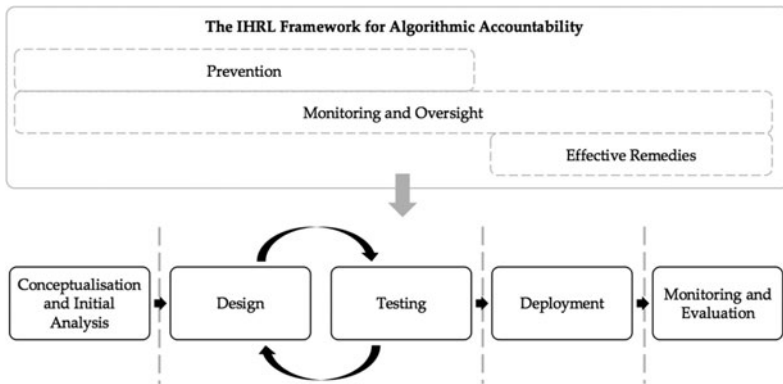 The IHRL Framework for Algorithmic Accountability
Prevention
Monitoring and Oversight
Effective Remedies
Conceptualisation
and Initial
Analysis
Design
Testing
Deployment
Monitoring and
Evaluation